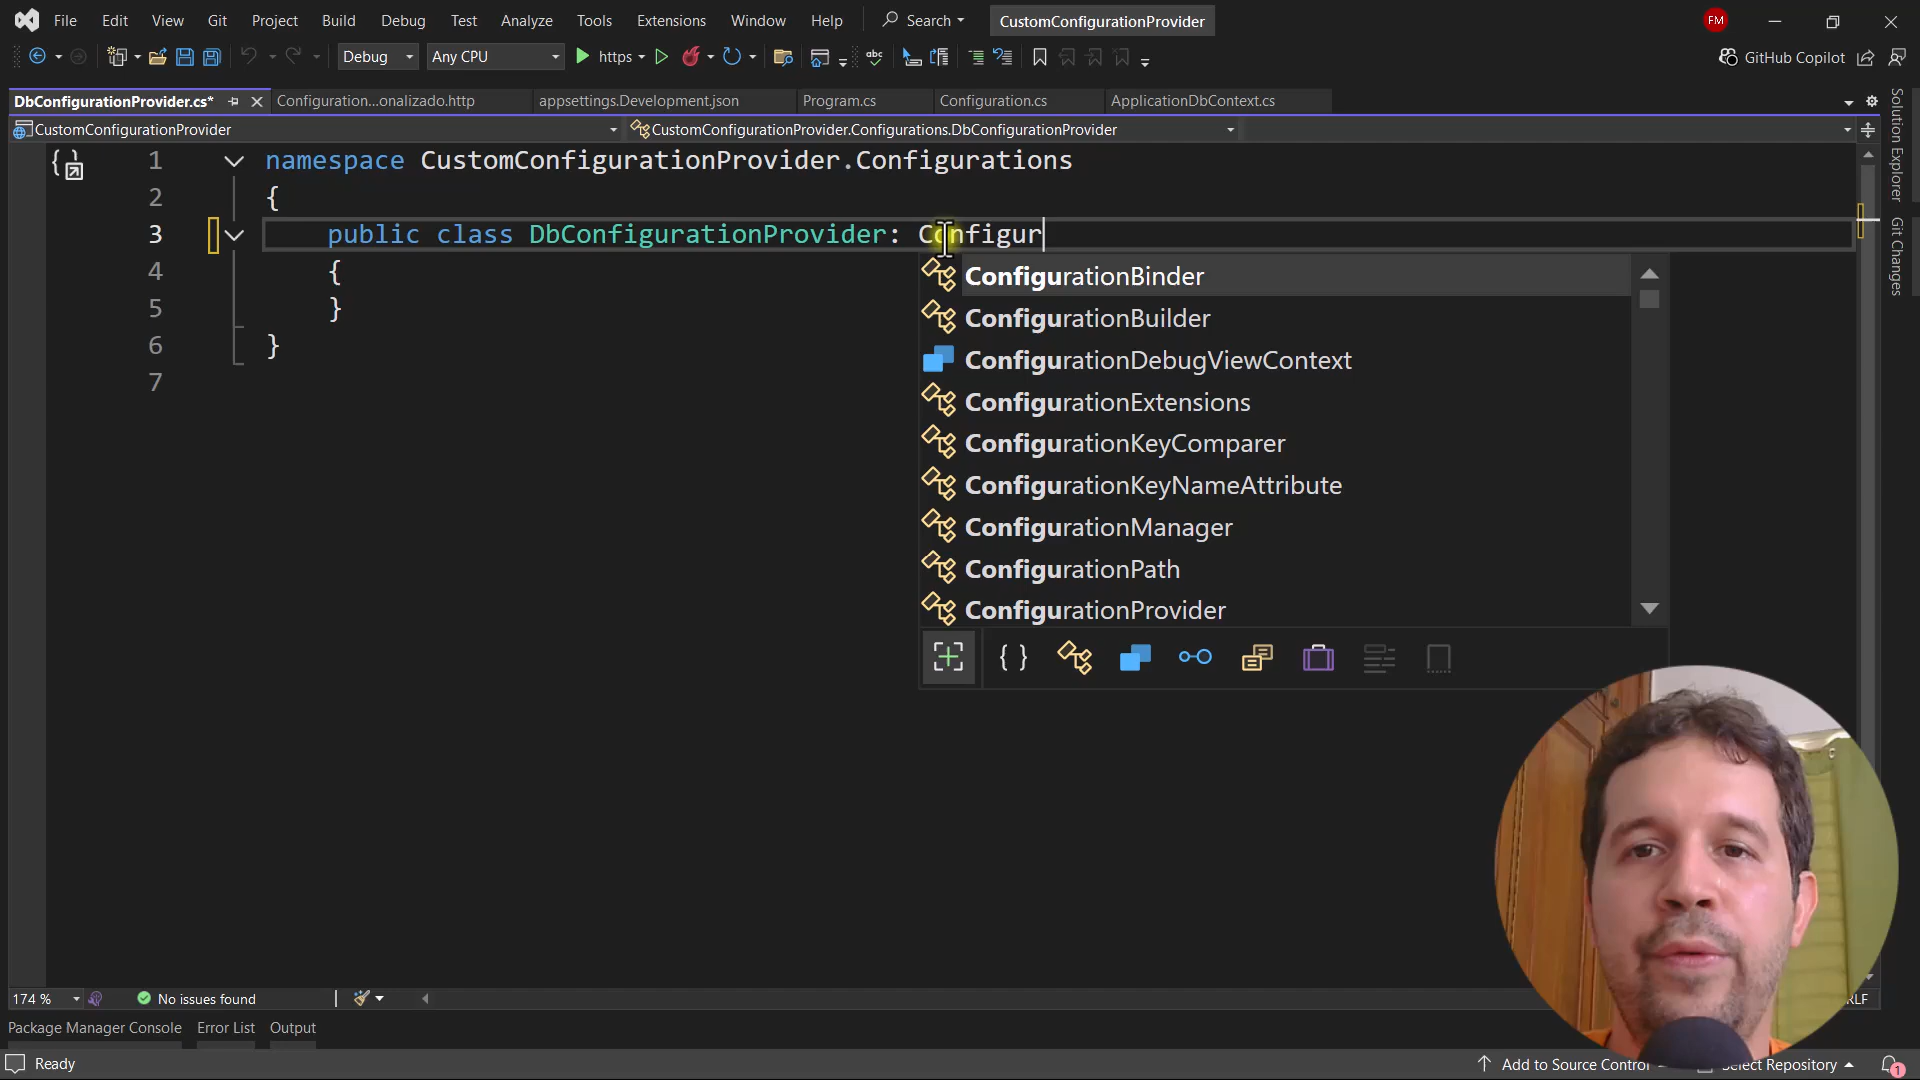 File Edit View Git Project Build Debug Test Analyze Tools Extensions Window Help Search CustomConfigurationProvider FM
Debug Any CPU https GitHub Copilot
DbConfigurationProvider.cs* Configuration...onalizado.http appsettings.Development.json Program.cs Configuration.cs ApplicationDbContext.cs
CustomConfigurationProvider CustomConfigurationProvider.Configurations.DbConfigurationProvider
Solution Explorer
Git Changes
1 namespace CustomConfigurationProvider.Configurations
2 {
3 public class DbConfigurationProvider: Configur
4 {
5 }
6 }
7
ConfigurationBinder
ConfigurationBuilder
ConfigurationDebugViewContext
ConfigurationExtensions
ConfigurationKeyComparer
ConfigurationKeyNameAttribute
ConfigurationManager
ConfigurationPath
ConfigurationProvider
174 % No issues found RLF
Package Manager Console Error List Output
Ready Add to Source Control Select Repository 1